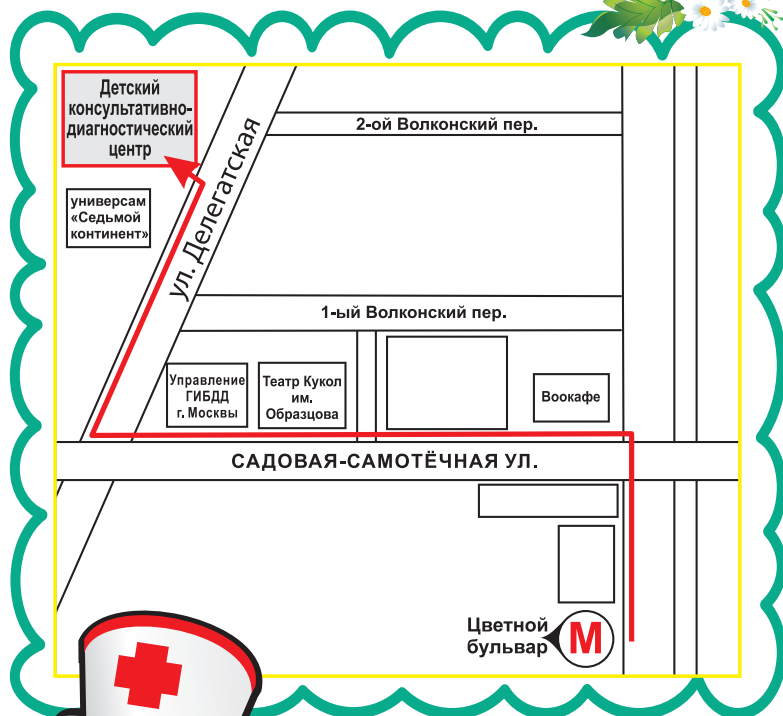 Детский
консультативно-
диагностический
центр
2-ой Волконский пер.
универсам
«Седьмой
континент»
ул. Делегатская
1-ый Волконский пер.
Управление
ГИБДД
г. Москвы
Театр Кукол
им.
Образцова
Воокафе
САДОВАЯ-САМОТЁЧНАЯ УЛ.
Цветной
бульвар
М